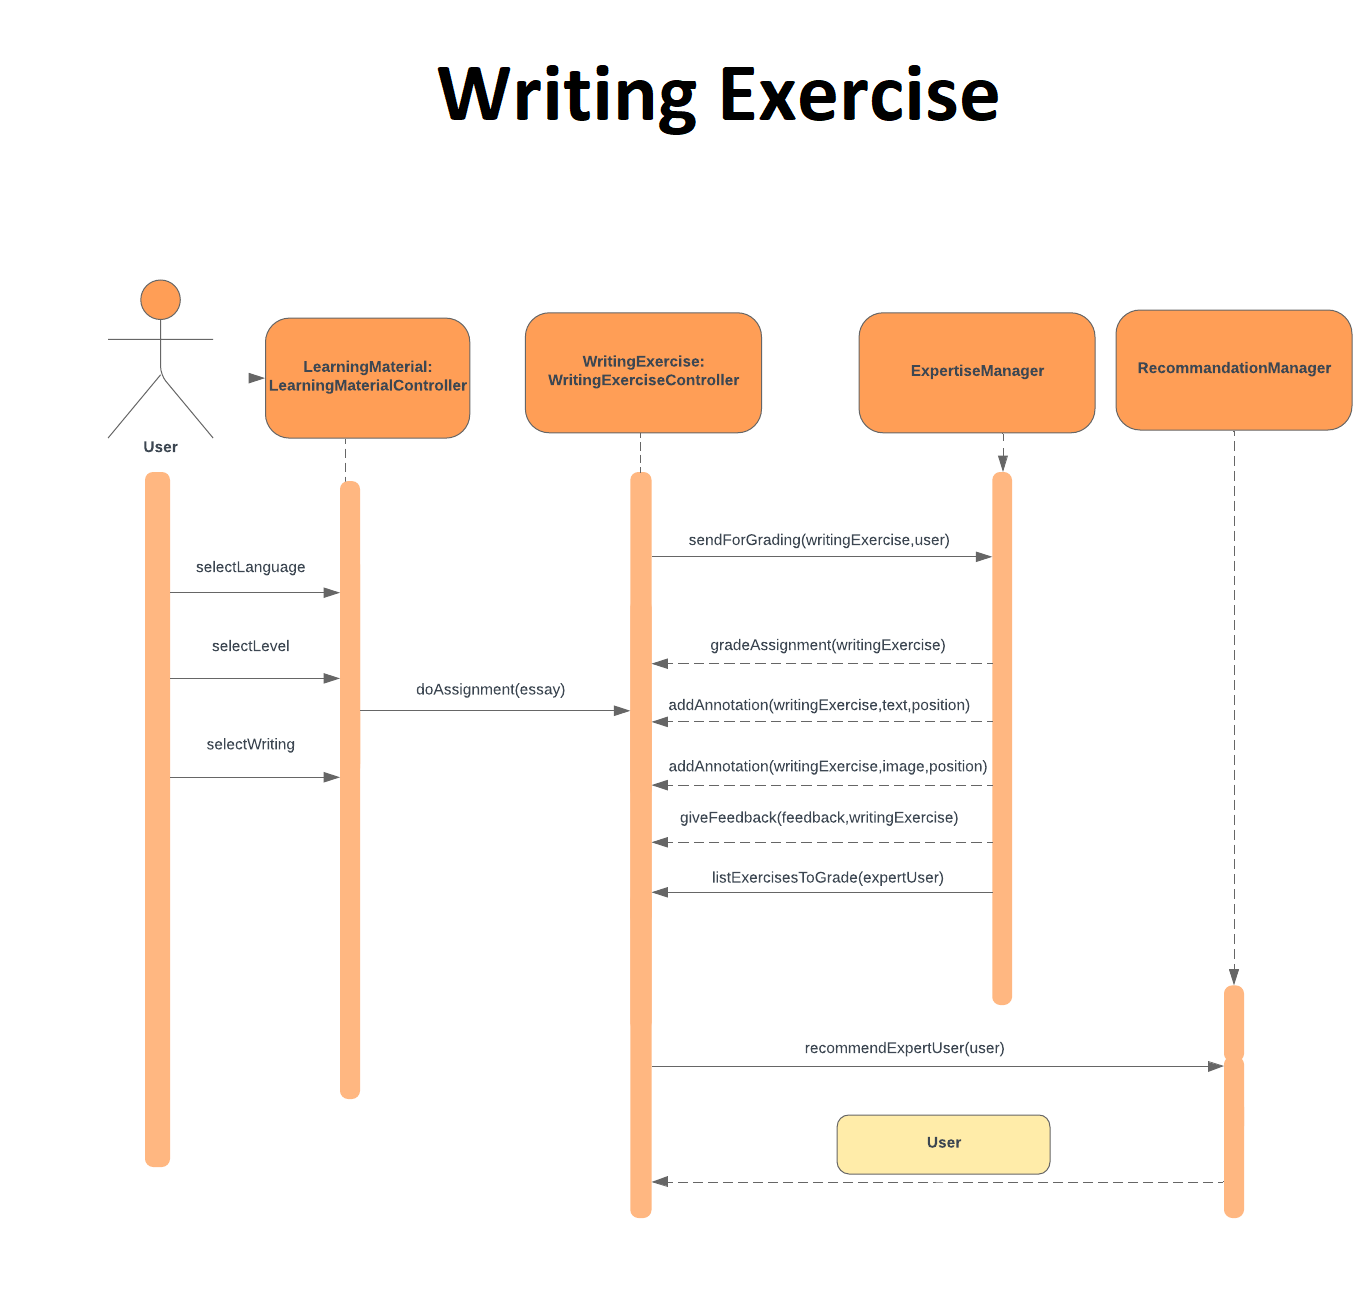 Writing Exercise
User
LearningMaterial:
LearningMaterialController
WritingExercise:
WritingExerciseController
ExpertiseManager
RecommandationManager
sendForGrading(writingExercise,user)
selectLanguage
gradeAssignment(writingExercise)
selectLevel
doAssignment(essay)
addAnnotation(writingExercise,text,position)
selectWriting
addAnnotation(writingExercise,image,position)
giveFeedback(feedback,writingExercise)
listExercisesToGrade(expertUser)
recommendExpertUser(user)
User